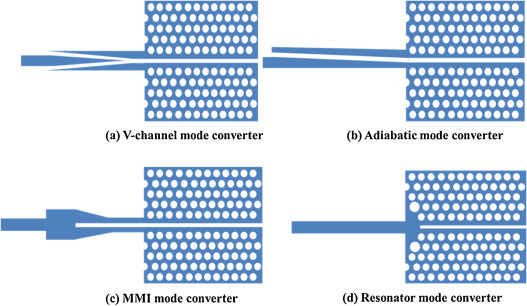 (a) V-channel mode converter
(b) Adiabatic mode converter
(c) MMI mode converter
(d) Resonator mode converter